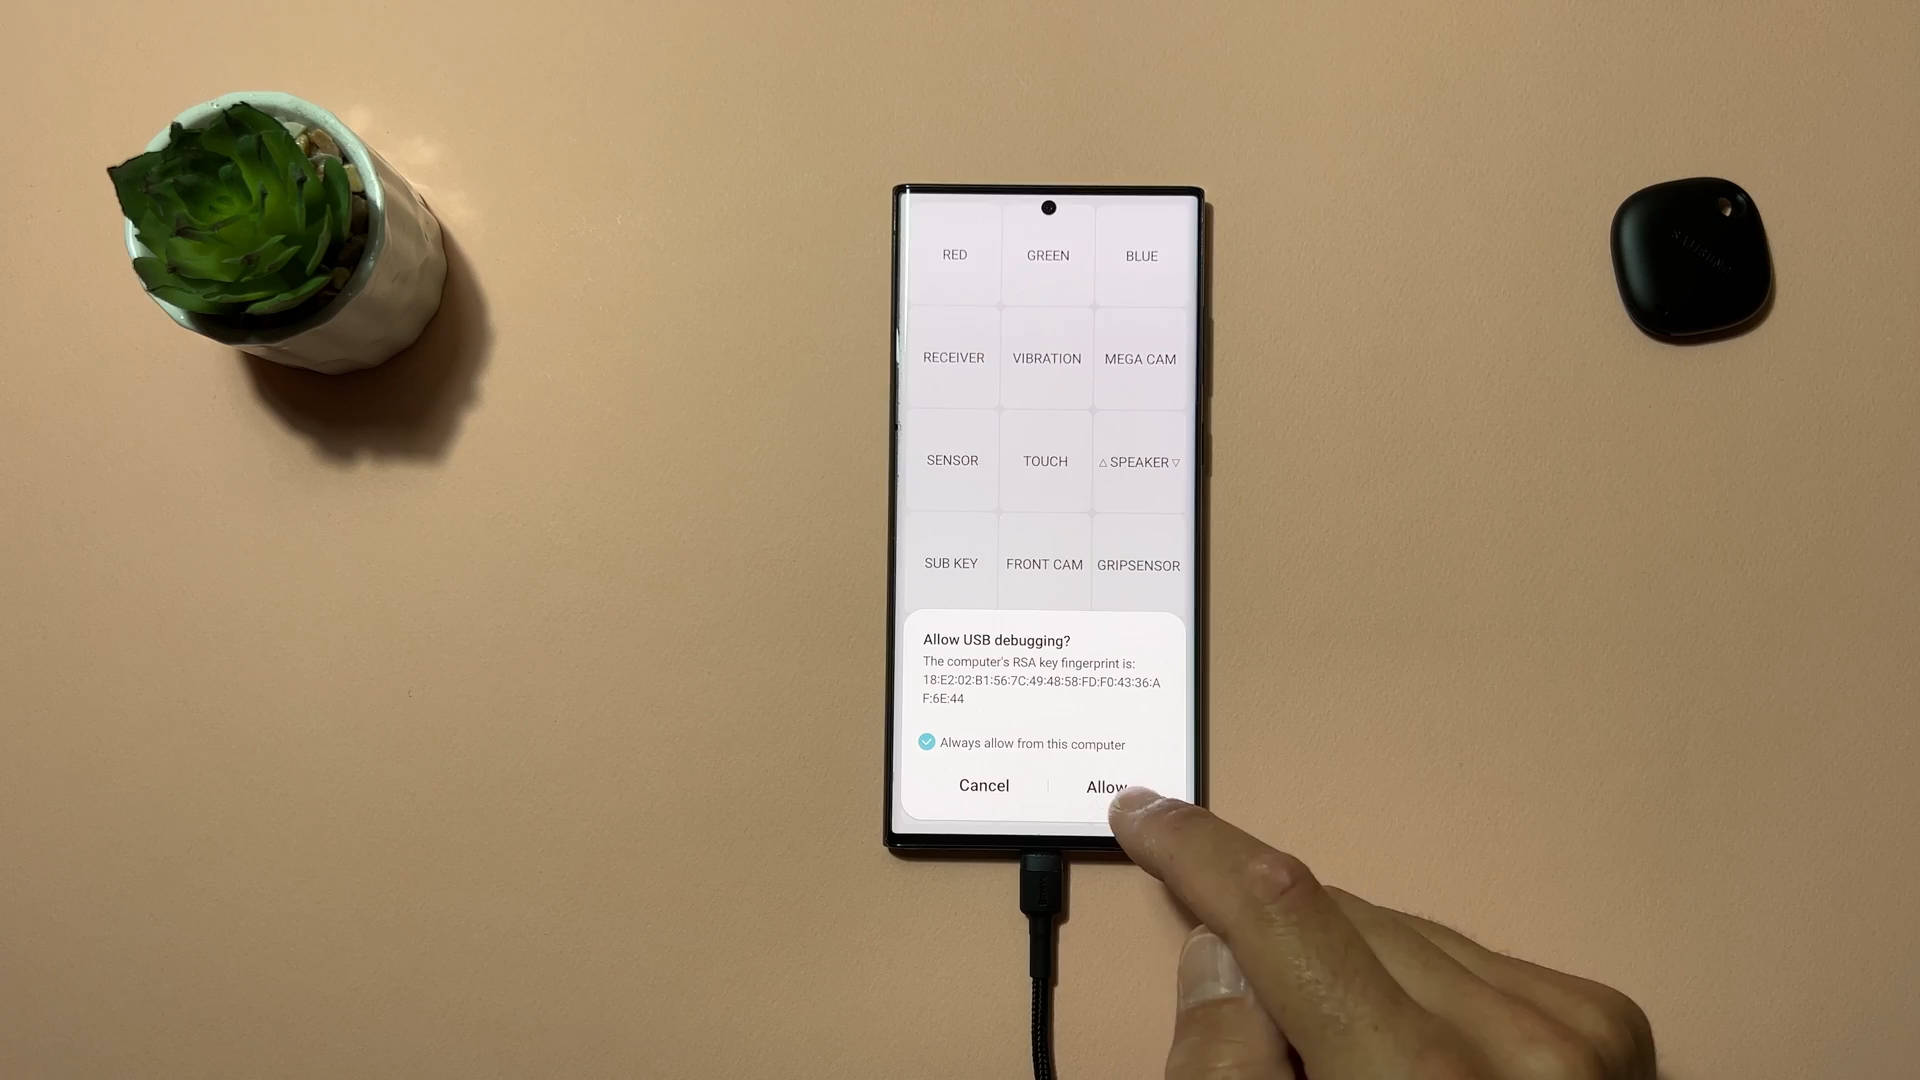 RED GREEN BLUE
RECEIVER VIBRATION MEGA CAM
SENSOR TOUCH △ SPEAKER ▽
SUB KEY FRONT CAM GRIPSENSOR
Allow USB debugging?
The computer's RSA key fingerprint is:
18:E2:02:B1:56:7C:49:48:58:FD:F0:43:36:A
F:6E:44
Always allow from this computer
Cancel Allow
SAMSUNG